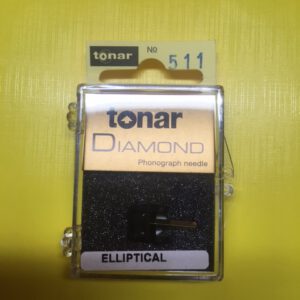 tonar No 511
tonar
DIAMOND
Phonograph needle
ELLIPTICAL